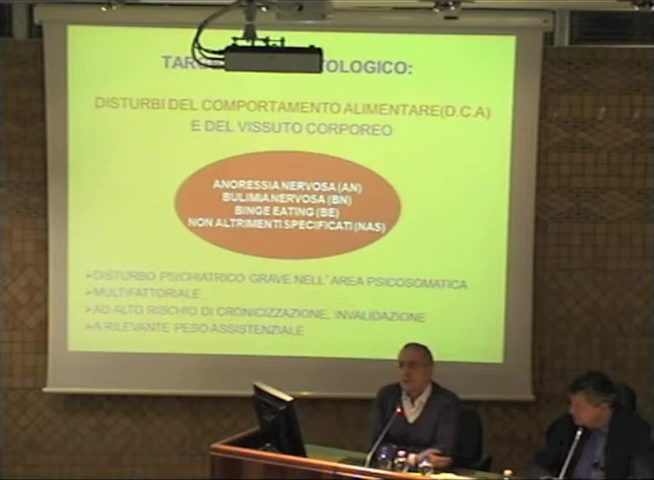 TAR TOLOGICO:
DISTURBI DEL COMPORTAMENTO ALIMENTARE(D.C.A)
E DEL VISSUTO CORPOREO
ANORESSIA NERVOSA (AN)
BULIMIA NERVOSA (BN)
BINGE EATING (BE)
NON ALTRIMENTI SPECIFICATI (NAS)
➢DISTURBO PSICHIATRICO GRAVE NELL' AREA PSICOSOMATICA
➢MULTIFATTORIALE
➢AD ALTO RISCHIO DI CRONICIZZAZIONE, INVALIDAZIONE
➢A RILEVANTE PESO ASSISTENZIALE